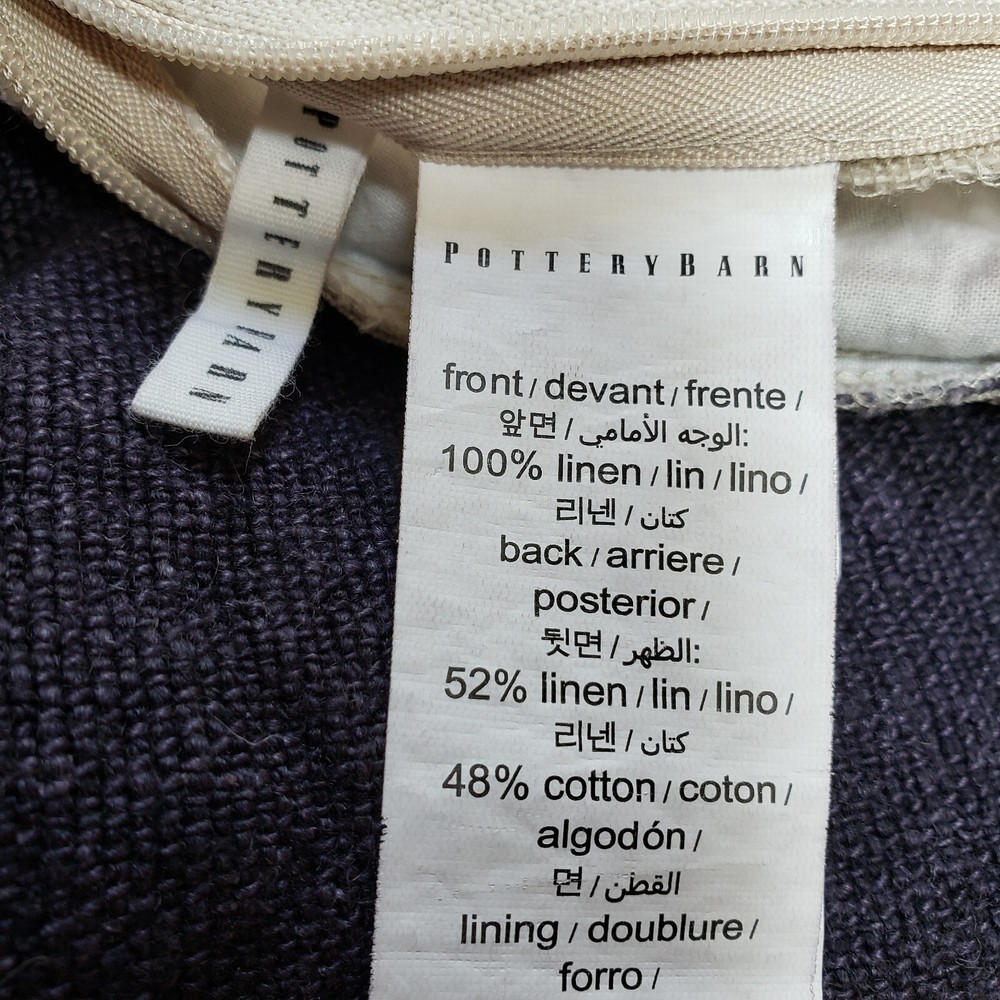 POTTERYBARN
POTTERYBARN
front / devant / frente /
앞면 / الوجه الأمامي:
100% linen / lin / lino /
리넨 / كتان
back / arriere /
posterior /
뒷면 / الظهر:
52% linen / lin / lino /
리넨 / كتان
48% cotton / coton /
algodón /
면 / القطن
lining / doublure /
forro /